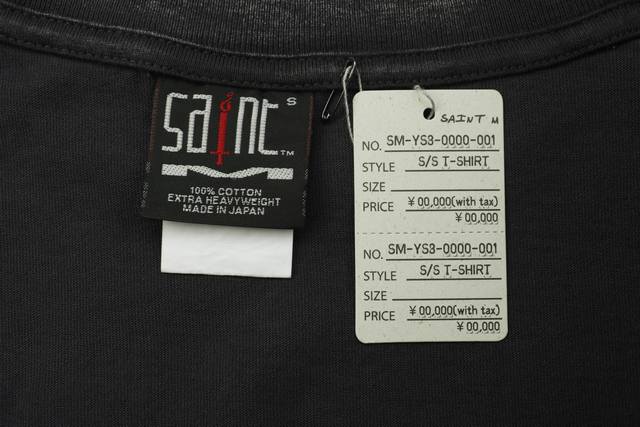 saint
S
TM
100% COTTON
EXTRA HEAVYWEIGHT
MADE IN JAPAN
SAINT M
NO. SM-YS3-0000-001
STYLE S/S T-SHIRT
SIZE
PRICE ¥00,000(with tax)
¥00,000
NO. SM-YS3-0000-001
STYLE S/S T-SHIRT
SIZE
PRICE ¥00,000(with tax)
¥00,000